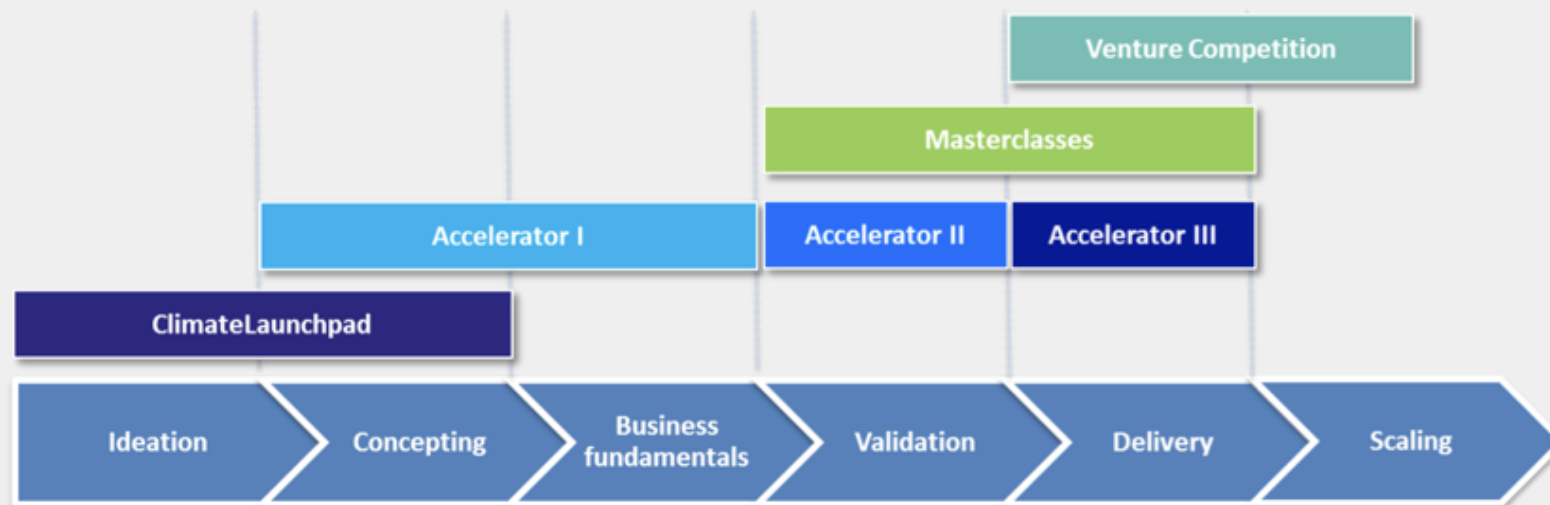 Venture Competition
Masterclasses
Accelerator I
Accelerator II
Accelerator III
ClimateLaunchpad
Ideation
Concepting
Business
fundamentals
Validation
Delivery
Scaling